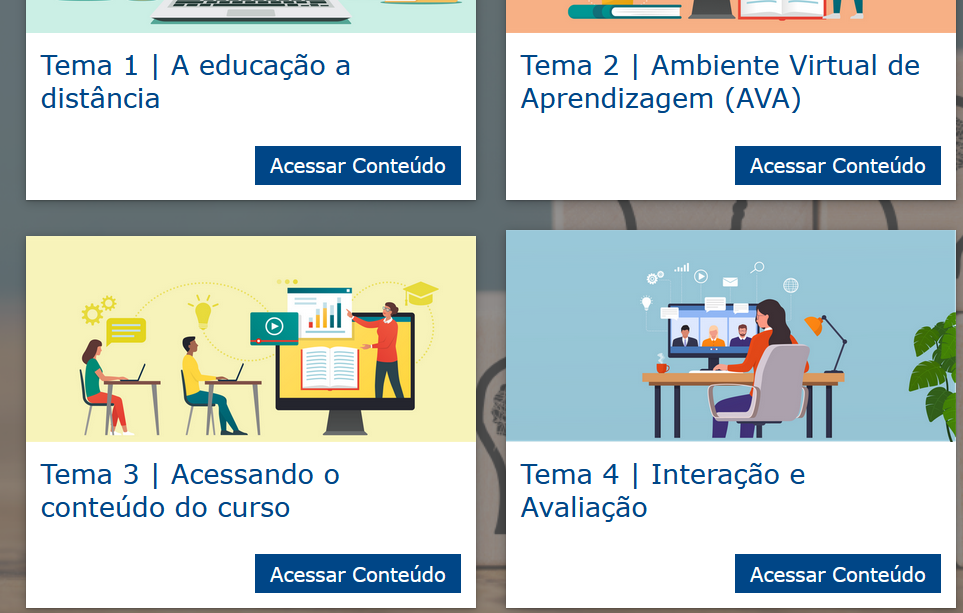 Tema 1 | A educação a
distância
Acessar Conteúdo
Tema 2 | Ambiente Virtual de
Aprendizagem (AVA)
Acessar Conteúdo
Tema 3 | Acessando o
conteúdo do curso
Acessar Conteúdo
Tema 4 | Interação e
Avaliação
Acessar Conteúdo